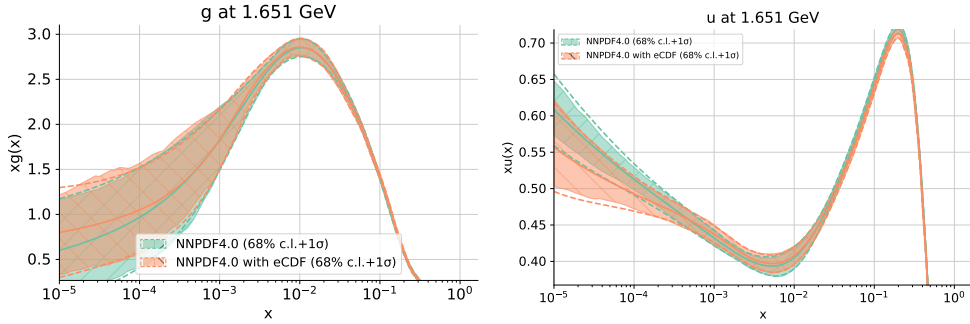 g at 1.651 GeV
3.0
2.5
2.0
1.5
1.0
0.5
xg(x)
NNPDF4.0 (68% c.l.+1σ)
NNPDF4.0 with eCDF (68% c.l.+1σ)
10⁻⁵ 10⁻⁴ 10⁻³ 10⁻² 10⁻¹ 10⁰
x
u at 1.651 GeV
NNPDF4.0 (68% c.l.+1σ)
NNPDF4.0 with eCDF (68% c.l.+1σ)
0.65
0.60
0.55
0.50
0.45
0.40
xu(x)
10⁻⁵ 10⁻⁴ 10⁻³ 10⁻² 10⁻¹ 10⁰
x